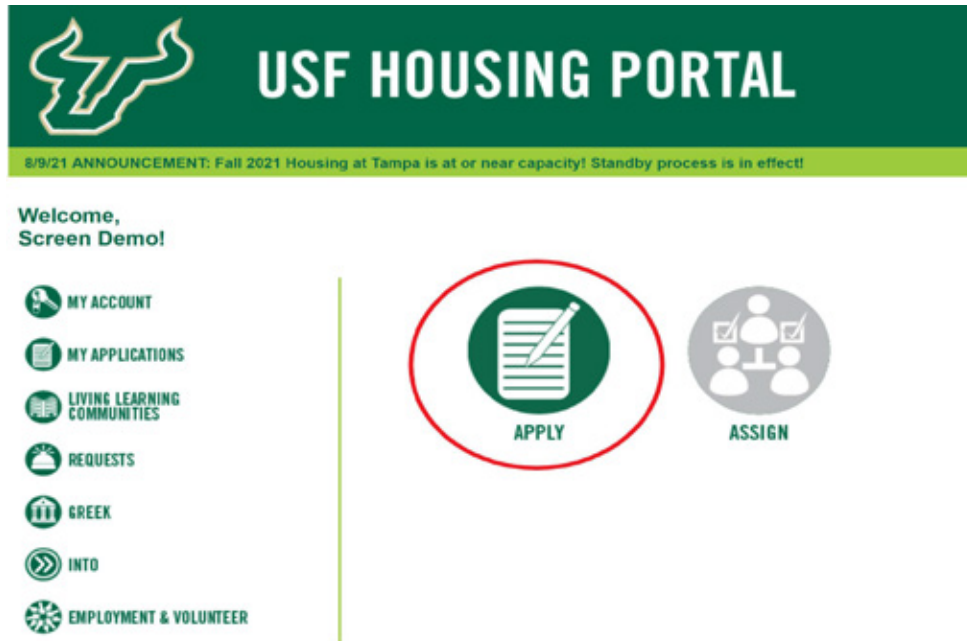 USF HOUSING PORTAL
8/9/21 ANNOUNCEMENT: Fall 2021 Housing at Tampa is at or near capacity! Standby process is in effect!
Welcome,
Screen Demo!
MY ACCOUNT
MY APPLICATIONS
LIVING LEARNING
COMMUNITIES
REQUESTS
GREEK
INTO
EMPLOYMENT & VOLUNTEER
APPLY
ASSIGN